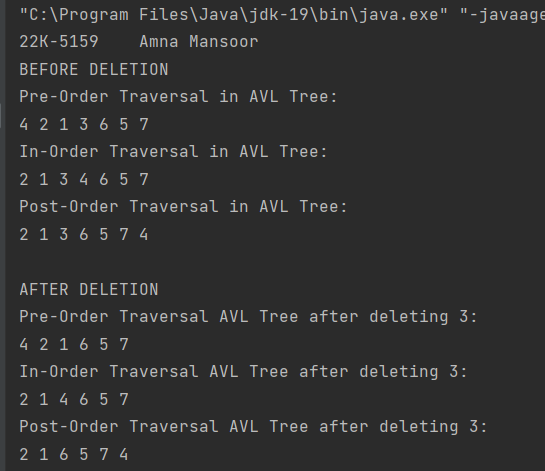 "C:\Program Files\Java\jdk-19\bin\java.exe" "-javaage
22K-5159    Amna Mansoor
BEFORE DELETION
Pre-Order Traversal in AVL Tree:
4 2 1 3 6 5 7
In-Order Traversal in AVL Tree:
2 1 3 4 6 5 7
Post-Order Traversal in AVL Tree:
2 1 3 6 5 7 4
AFTER DELETION
Pre-Order Traversal AVL Tree after deleting 3:
4 2 1 6 5 7
In-Order Traversal AVL Tree after deleting 3:
2 1 4 6 5 7
Post-Order Traversal AVL Tree after deleting 3:
2 1 6 5 7 4